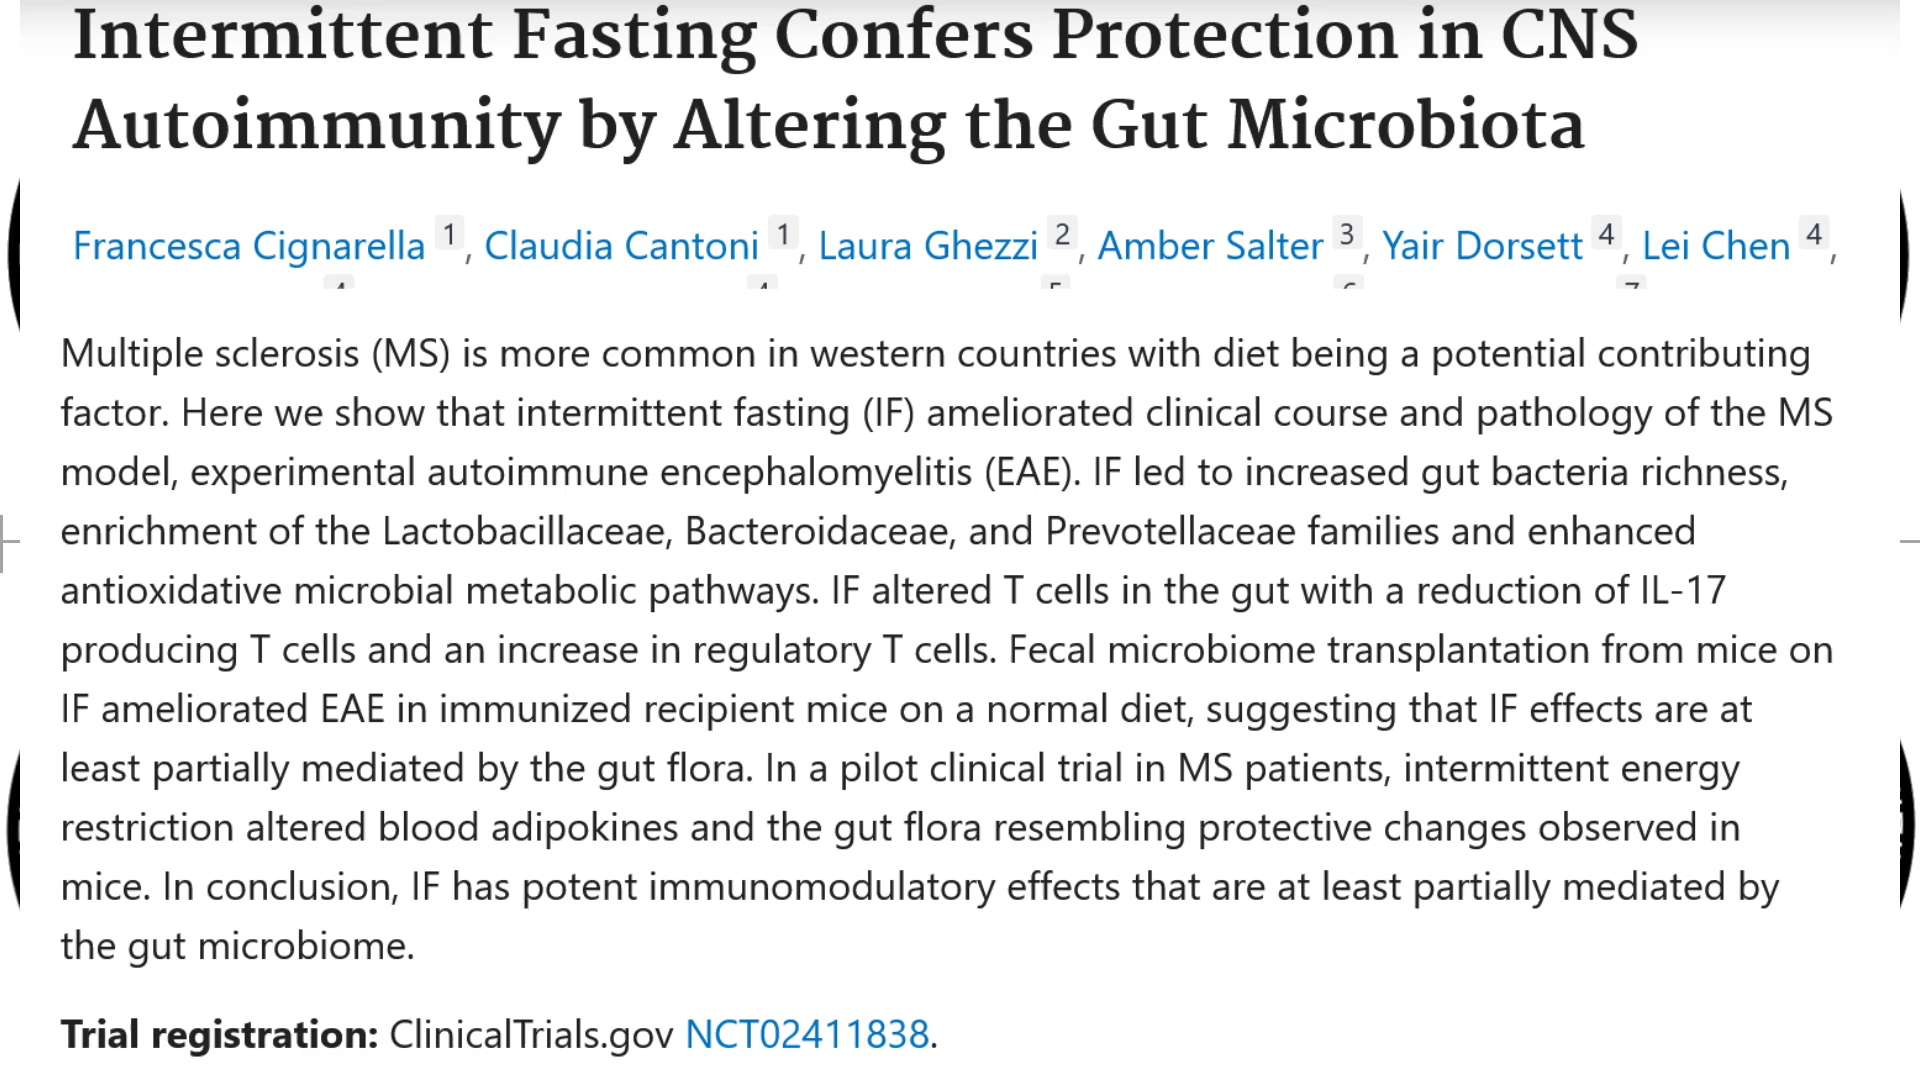 Intermittent Fasting Confers Protection in CNS
Autoimmunity by Altering the Gut Microbiota
Francesca Cignarella 1, Claudia Cantoni 1, Laura Ghezzi 2, Amber Salter 3, Yair Dorsett 4, Lei Chen 4,
Multiple sclerosis (MS) is more common in western countries with diet being a potential contributing
factor. Here we show that intermittent fasting (IF) ameliorated clinical course and pathology of the MS
model, experimental autoimmune encephalomyelitis (EAE). IF led to increased gut bacteria richness,
enrichment of the Lactobacillaceae, Bacteroidaceae, and Prevotellaceae families and enhanced
antioxidative microbial metabolic pathways. IF altered T cells in the gut with a reduction of IL-17
producing T cells and an increase in regulatory T cells. Fecal microbiome transplantation from mice on
IF ameliorated EAE in immunized recipient mice on a normal diet, suggesting that IF effects are at
least partially mediated by the gut flora. In a pilot clinical trial in MS patients, intermittent energy
restriction altered blood adipokines and the gut flora resembling protective changes observed in
mice. In conclusion, IF has potent immunomodulatory effects that are at least partially mediated by
the gut microbiome.
Trial registration: ClinicalTrials.gov NCT02411838.